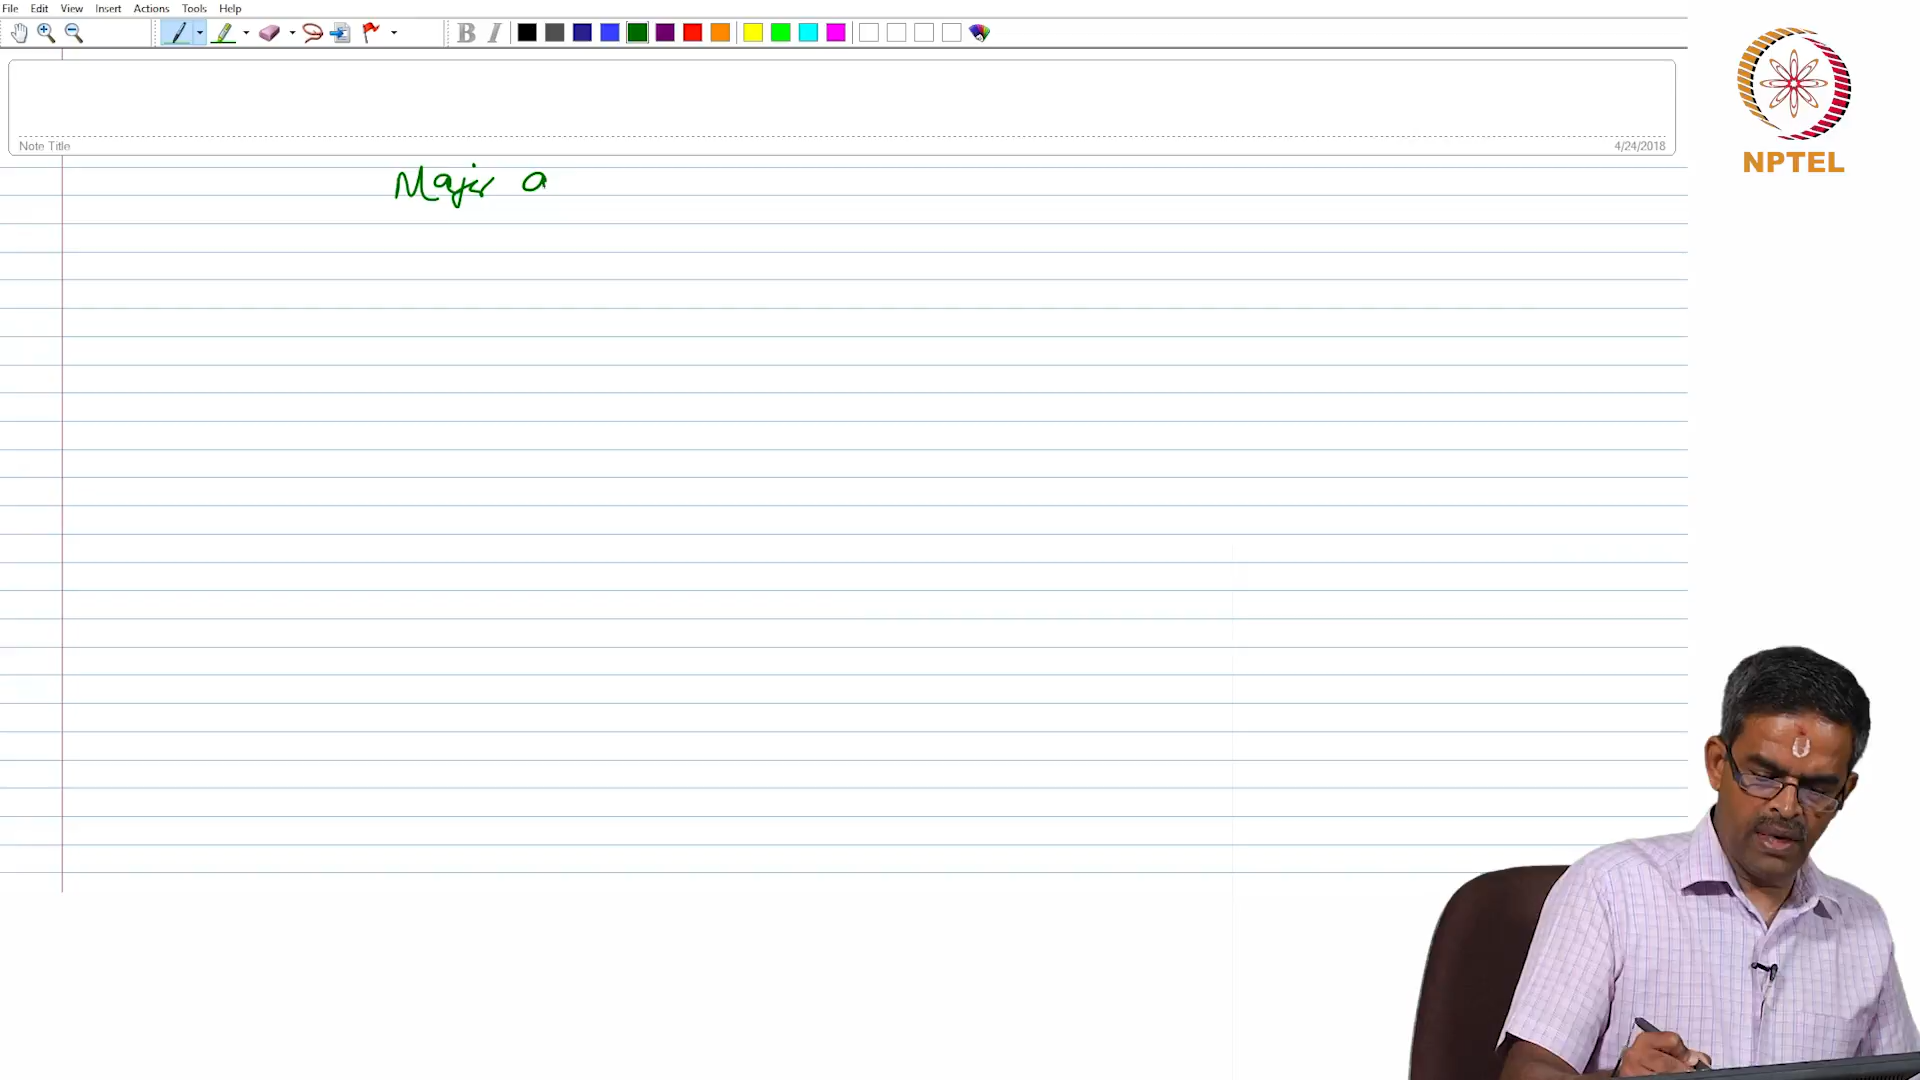 File Edit View Insert Actions Tools Help
B I
NPTEL
Note Title 4/24/2018
Major a